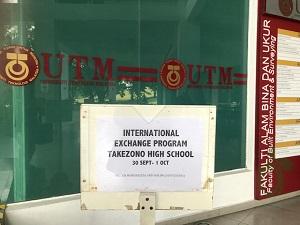 UTM
UTM
INTERNATIONAL
EXCHANGE PROGRAM
TAKEZONO HIGH SCHOOL
30 SEPT- 1 OCT
FAKULTI ALAM BINA DAN UKUR
Faculty of Built Environment & Surveying